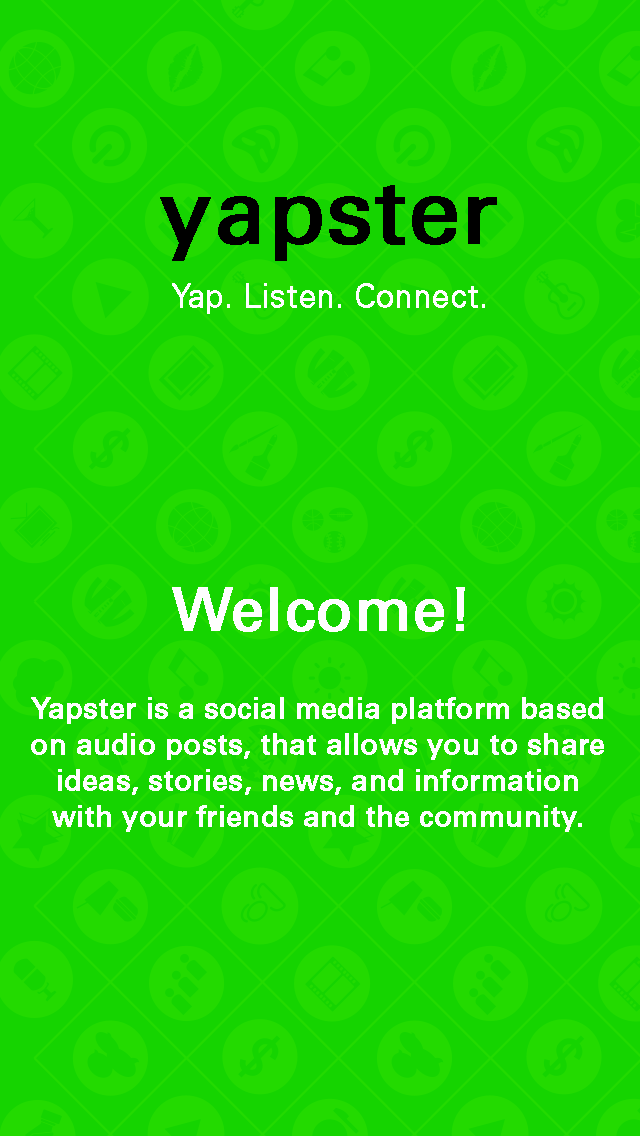 yapster
Yap. Listen. Connect.
Welcome!
Yapster is a social media platform based
on audio posts, that allows you to share
ideas, stories, news, and information
with your friends and the community.